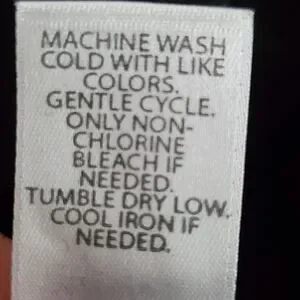 MACHINE WASH
COLD WITH LIKE
COLORS.
GENTLE CYCLE.
ONLY NON-
CHLORINE
BLEACH IF
NEEDED.
TUMBLE DRY LOW.
COOL IRON IF
NEEDED.